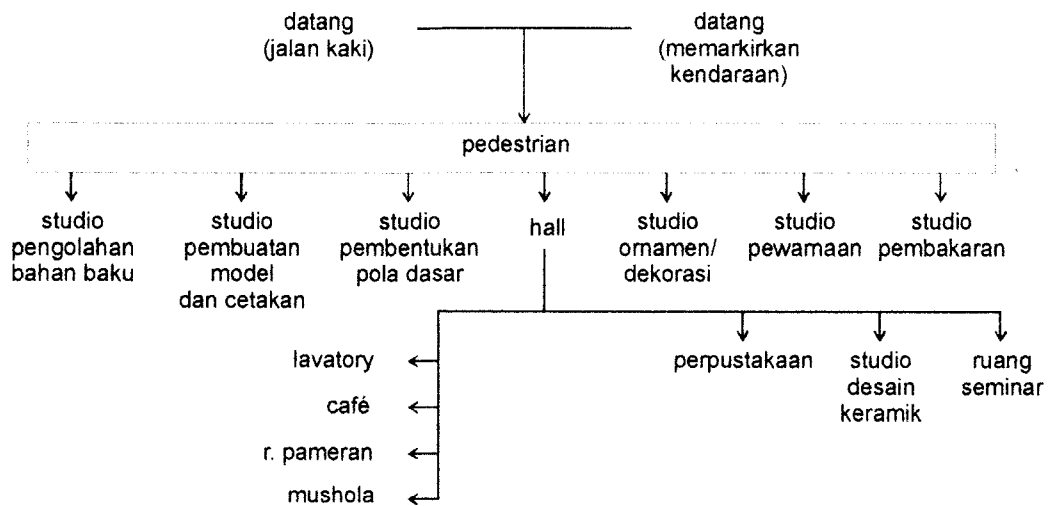 datang
(jalan kaki)
datang
(memarkirkan
kendaraan)
pedestrian
studio
pengolahan
bahan baku
studio
pembuatan
model
dan cetakan
studio
pembentukan
pola dasar
hall
studio
ornamen/
dekorasi
studio
pewarnaan
studio
pembakaran
lavatory
café
r. pameran
mushola
perpustakaan
studio
desain
keramik
ruang
seminar